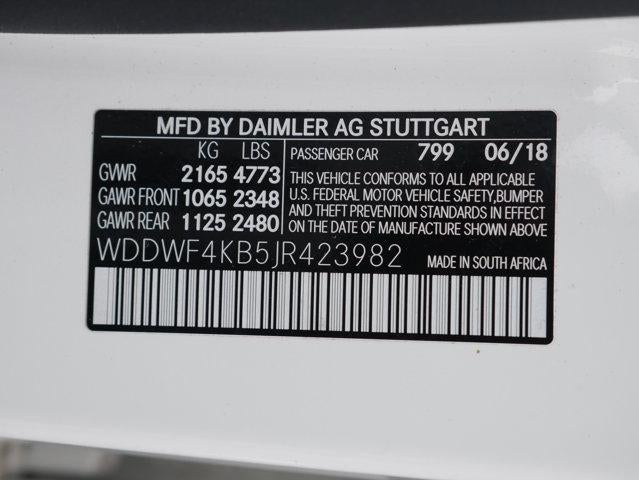 MFD BY DAIMLER AG STUTTGART
KG LBS PASSENGER CAR 799 06/18
GVWR 2165 4773 THIS VEHICLE CONFORMS TO ALL APPLICABLE
GAWR FRONT 1065 2348 U.S. FEDERAL MOTOR VEHICLE SAFETY,BUMPER
GAWR REAR 1125 2480 AND THEFT PREVENTION STANDARDS IN EFFECT
ON THE DATE OF MANUFACTURE SHOWN ABOVE
WDDWF4KB5JR423982 MADE IN SOUTH AFRICA